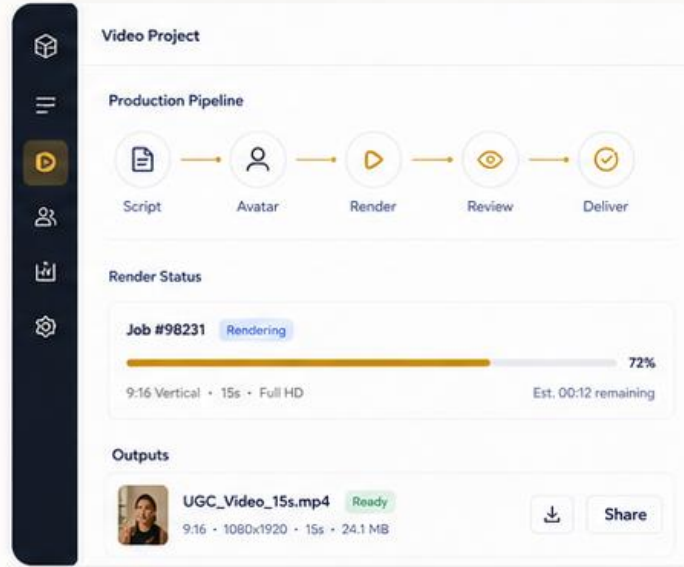 Video Project
Production Pipeline
Script Avatar Render Review Deliver
Render Status
Job #98231 Rendering
72%
9:16 Vertical • 15s • Full HD Est. 00:12 remaining
Outputs
UGC_Video_15s.mp4 Ready
9:16 • 1080x1920 • 15s • 24.1 MB
Share